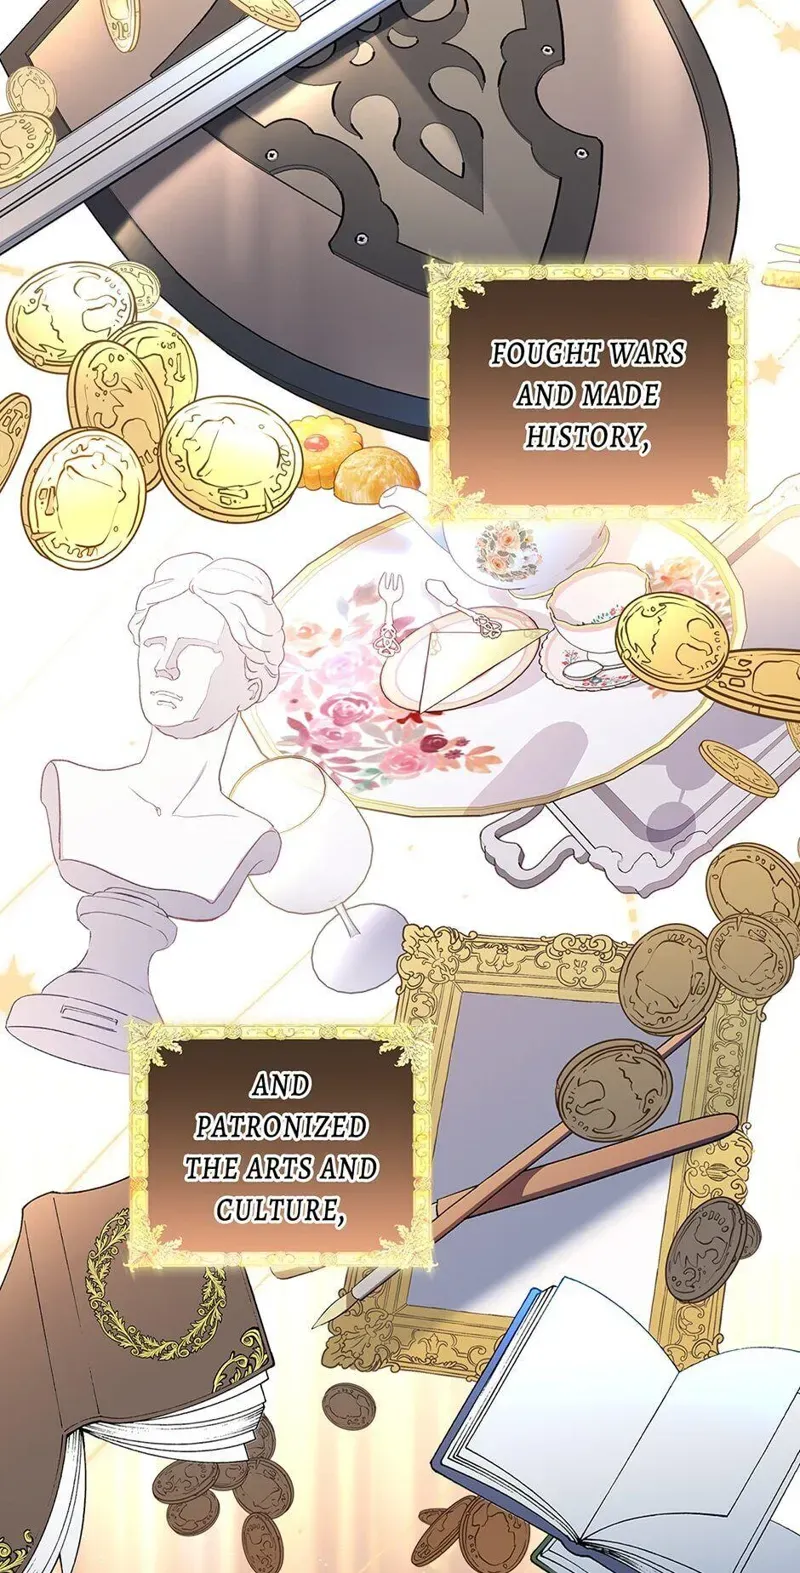 FOUGHT WARS
AND MADE
HISTORY,
AND
PATRONIZED
THE ARTS AND
CULTURE,